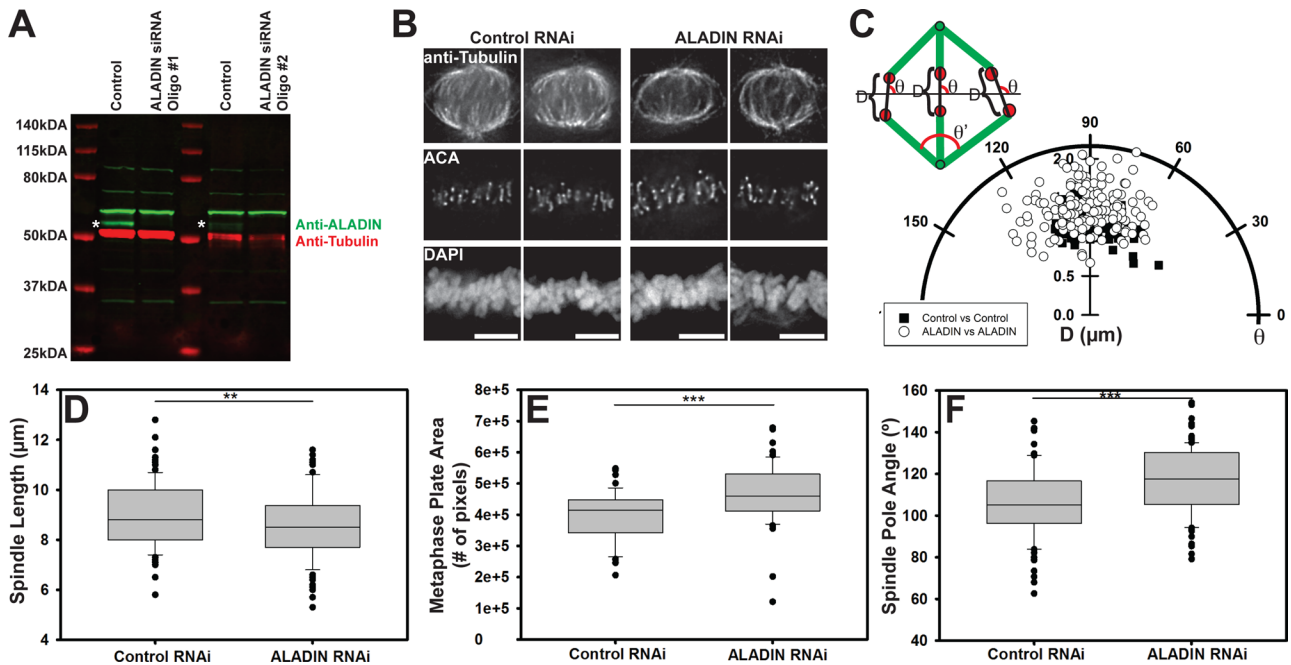 A
Control
ALADIN siRNA
Oligo #1
Control
ALADIN siRNA
Oligo #2
140kDA
115kDA
80kDA
50kDA
37kDA
25kDA
*
*
Anti-ALADIN
Anti-Tubulin
B
Control RNAi
ALADIN RNAi
anti-Tubulin
ACA
DAPI
C
D
θ
D
θ
D
θ
θ'
150
120
90
60
30
0
2.0
0.5
0.0
D (µm)
θ
Control vs Control
ALADIN vs ALADIN
D
Spindle Length (µm)
14
12
10
8
6
4
**
Control RNAi
ALADIN RNAi
E
Metaphase Plate Area
(# of pixels)
8e+5
7e+5
6e+5
5e+5
4e+5
3e+5
2e+5
1e+5
0
***
Control RNAi
ALADIN RNAi
F
Spindle Pole Angle (º)
160
140
120
100
80
60
40
***
Control RNAi
ALADIN RNAi